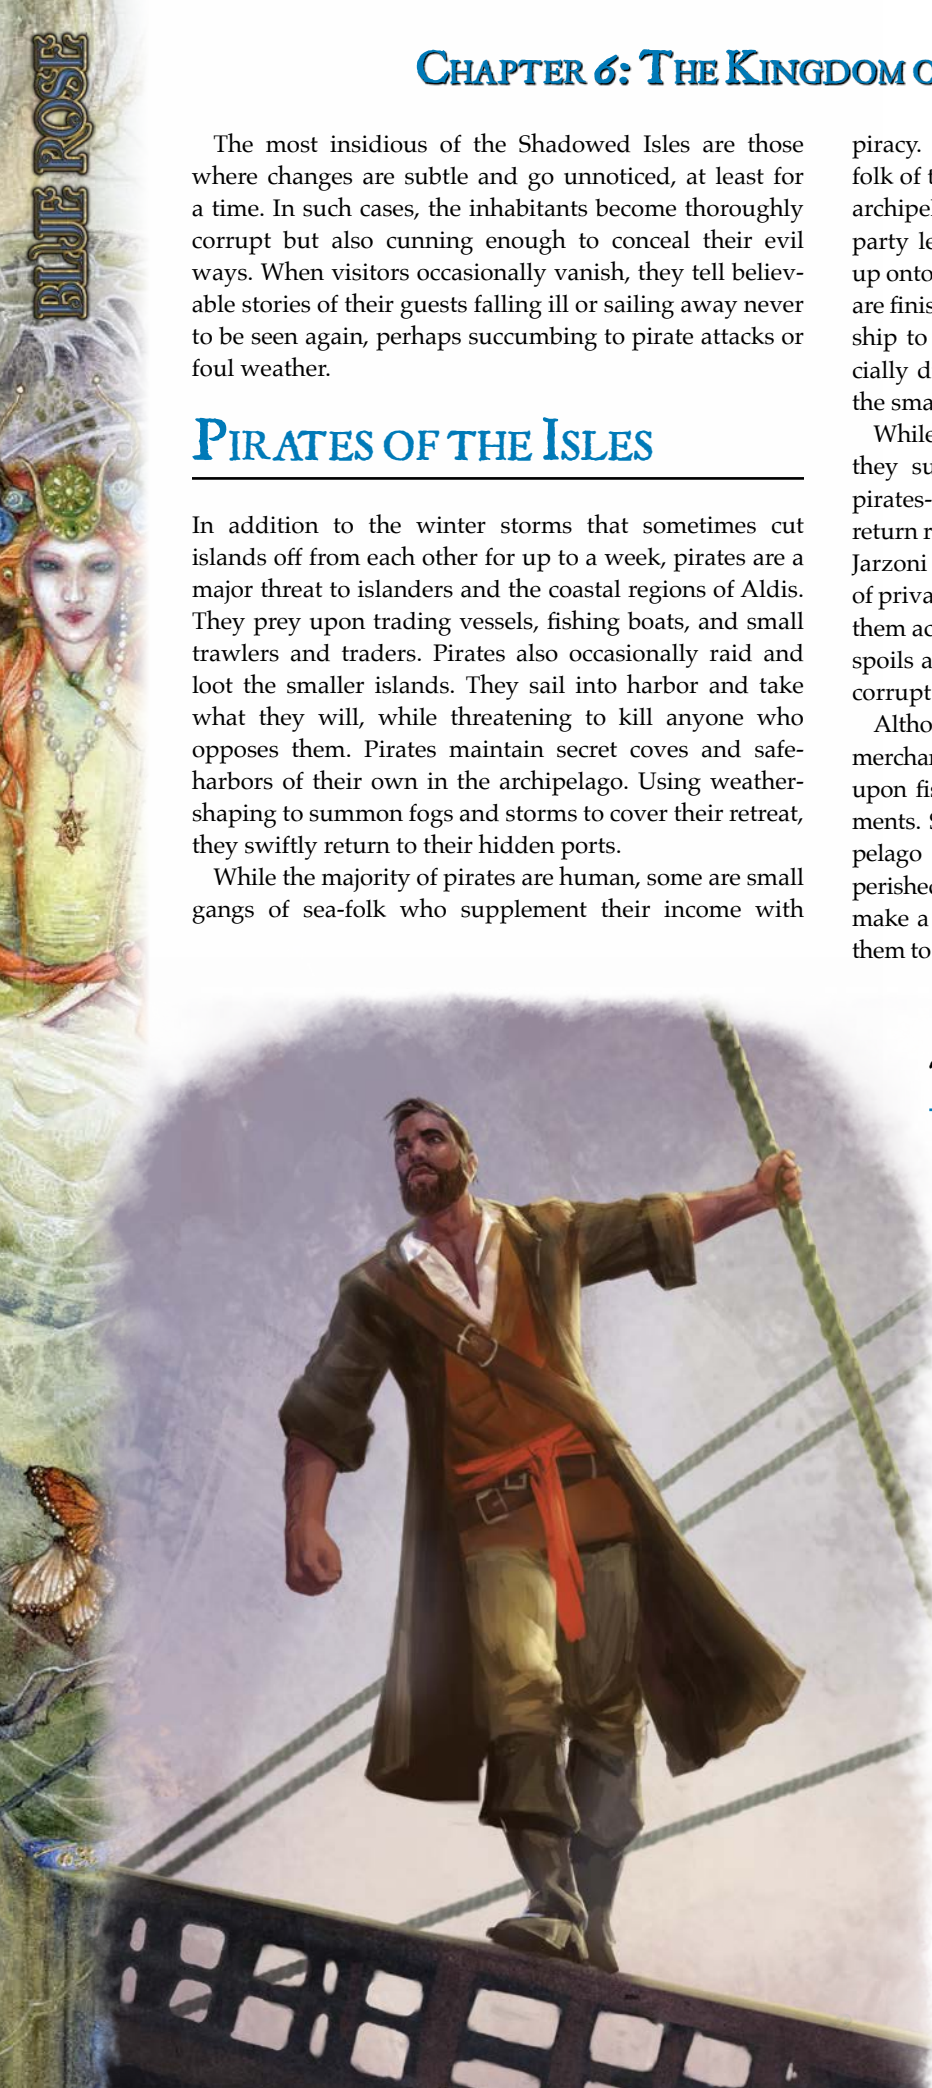 BLUE ROSE
CHAPTER 6: THE KINGDOM O
The most insidious of the Shadowed Isles are those
where changes are subtle and go unnoticed, at least for
a time. In such cases, the inhabitants become thoroughly
corrupt but also cunning enough to conceal their evil
ways. When visitors occasionally vanish, they tell believ-
able stories of their guests falling ill or sailing away never
to be seen again, perhaps succumbing to pirate attacks or
foul weather.
PIRATES OF THE ISLES
In addition to the winter storms that sometimes cut
islands off from each other for up to a week, pirates are a
major threat to islanders and the coastal regions of Aldis.
They prey upon trading vessels, fishing boats, and small
trawlers and traders. Pirates also occasionally raid and
loot the smaller islands. They sail into harbor and take
what they will, while threatening to kill anyone who
opposes them. Pirates maintain secret coves and safe-
harbors of their own in the archipelago. Using weather-
shaping to summon fogs and storms to cover their retreat,
they swiftly return to their hidden ports.
While the majority of pirates are human, some are small
gangs of sea-folk who supplement their income with
piracy.
folk of t
archipel
party le
up onto
are finis
ship to
cially d
the sma
While
they su
pirates-
return r
Jarzoni
of priva
them ac
spoils a
corrupt
Altho
merchan
upon fis
ments. S
pelago
perished
make a
them to